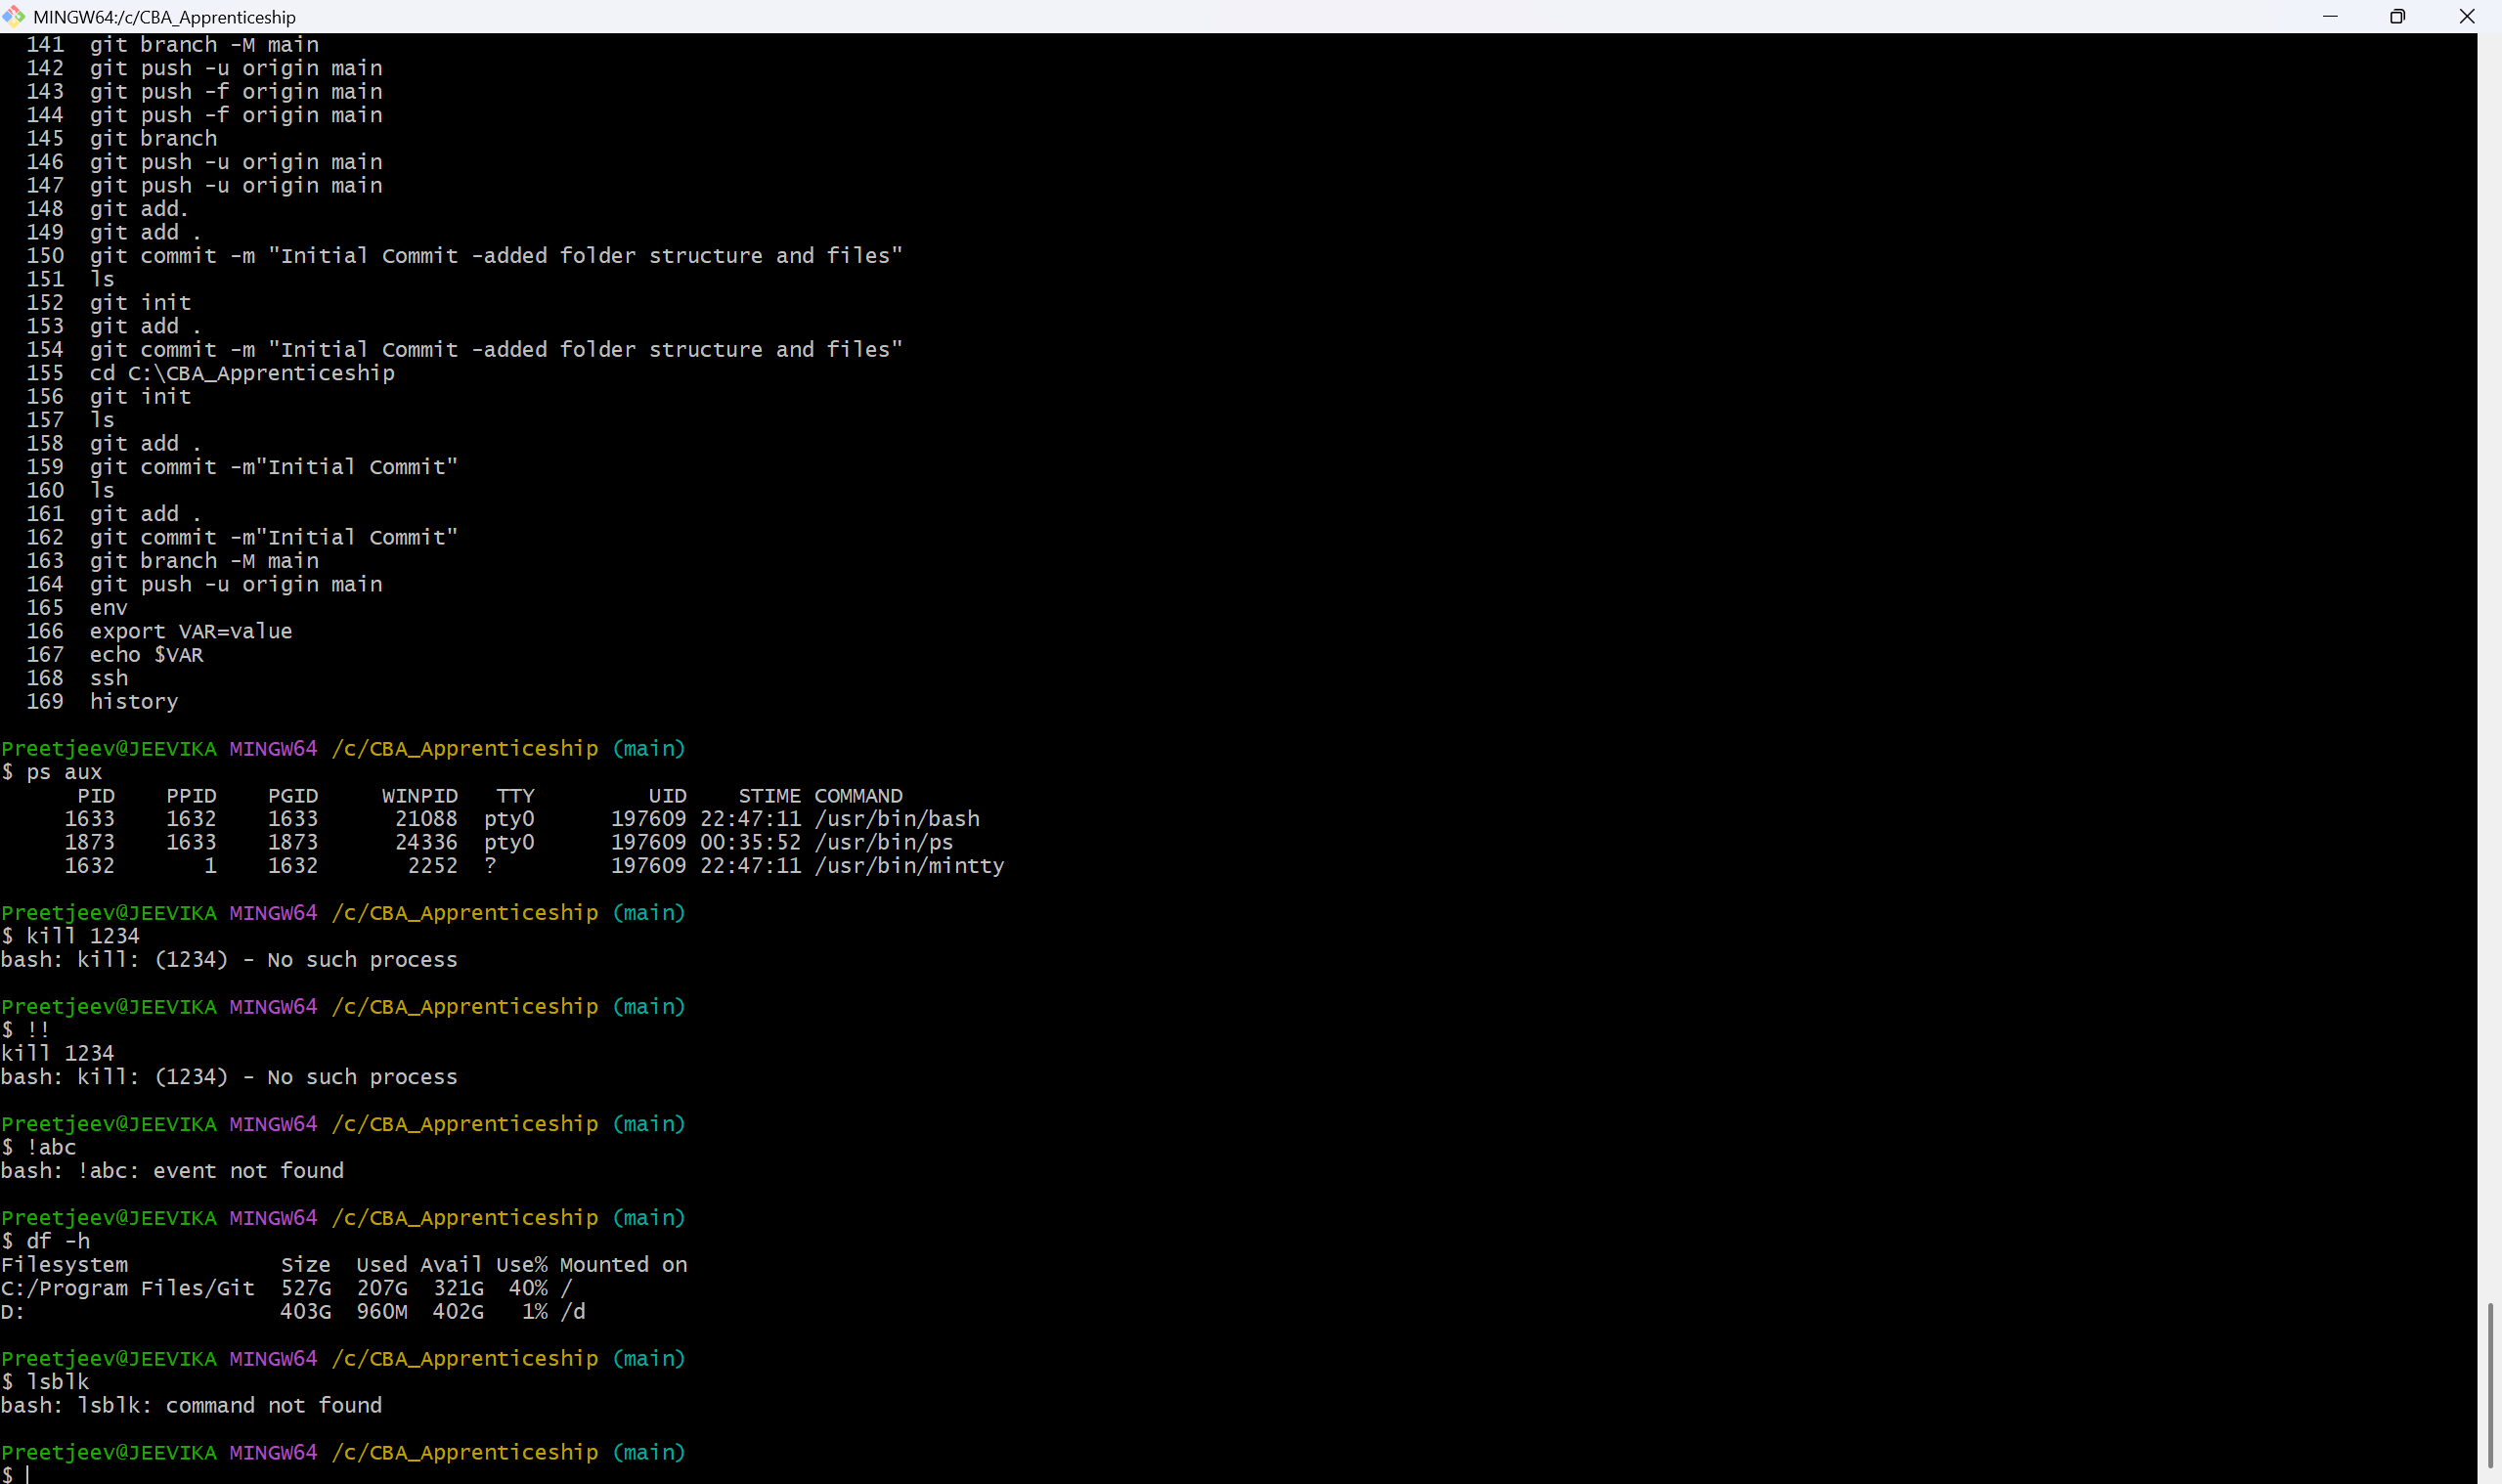 MINGW64:/c/CBA_Apprenticeship
141 git branch -M main
142 git push -u origin main
143 git push -f origin main
144 git push -f origin main
145 git branch
146 git push -u origin main
147 git push -u origin main
148 git add.
149 git add .
150 git commit -m "Initial Commit -added folder structure and files"
151 ls
152 git init
153 git add .
154 git commit -m "Initial Commit -added folder structure and files"
155 cd C:\CBA_Apprenticeship
156 git init
157 ls
158 git add .
159 git commit -m"Initial Commit"
160 ls
161 git add .
162 git commit -m"Initial Commit"
163 git branch -M main
164 git push -u origin main
165 env
166 export VAR=value
167 echo $VAR
168 ssh
169 history
Preetjeev@JEEVIKA MINGW64 /c/CBA_Apprenticeship (main)
$ ps aux
PID PPID PGID WINPID TTY UID STIME COMMAND
1633 1632 1633 21088 pty0 197609 22:47:11 /usr/bin/bash
1873 1633 1873 24336 pty0 197609 00:35:52 /usr/bin/ps
1632 1 1632 2252 ? 197609 22:47:11 /usr/bin/mintty
Preetjeev@JEEVIKA MINGW64 /c/CBA_Apprenticeship (main)
$ kill 1234
bash: kill: (1234) - No such process
Preetjeev@JEEVIKA MINGW64 /c/CBA_Apprenticeship (main)
$ !!
kill 1234
bash: kill: (1234) - No such process
Preetjeev@JEEVIKA MINGW64 /c/CBA_Apprenticeship (main)
$ !abc
bash: !abc: event not found
Preetjeev@JEEVIKA MINGW64 /c/CBA_Apprenticeship (main)
$ df -h
Filesystem Size Used Avail Use% Mounted on
C:/Program Files/Git 527G 207G 321G 40% /
D: 403G 960M 402G 1% /d
Preetjeev@JEEVIKA MINGW64 /c/CBA_Apprenticeship (main)
$ lsblk
bash: lsblk: command not found
Preetjeev@JEEVIKA MINGW64 /c/CBA_Apprenticeship (main)
$